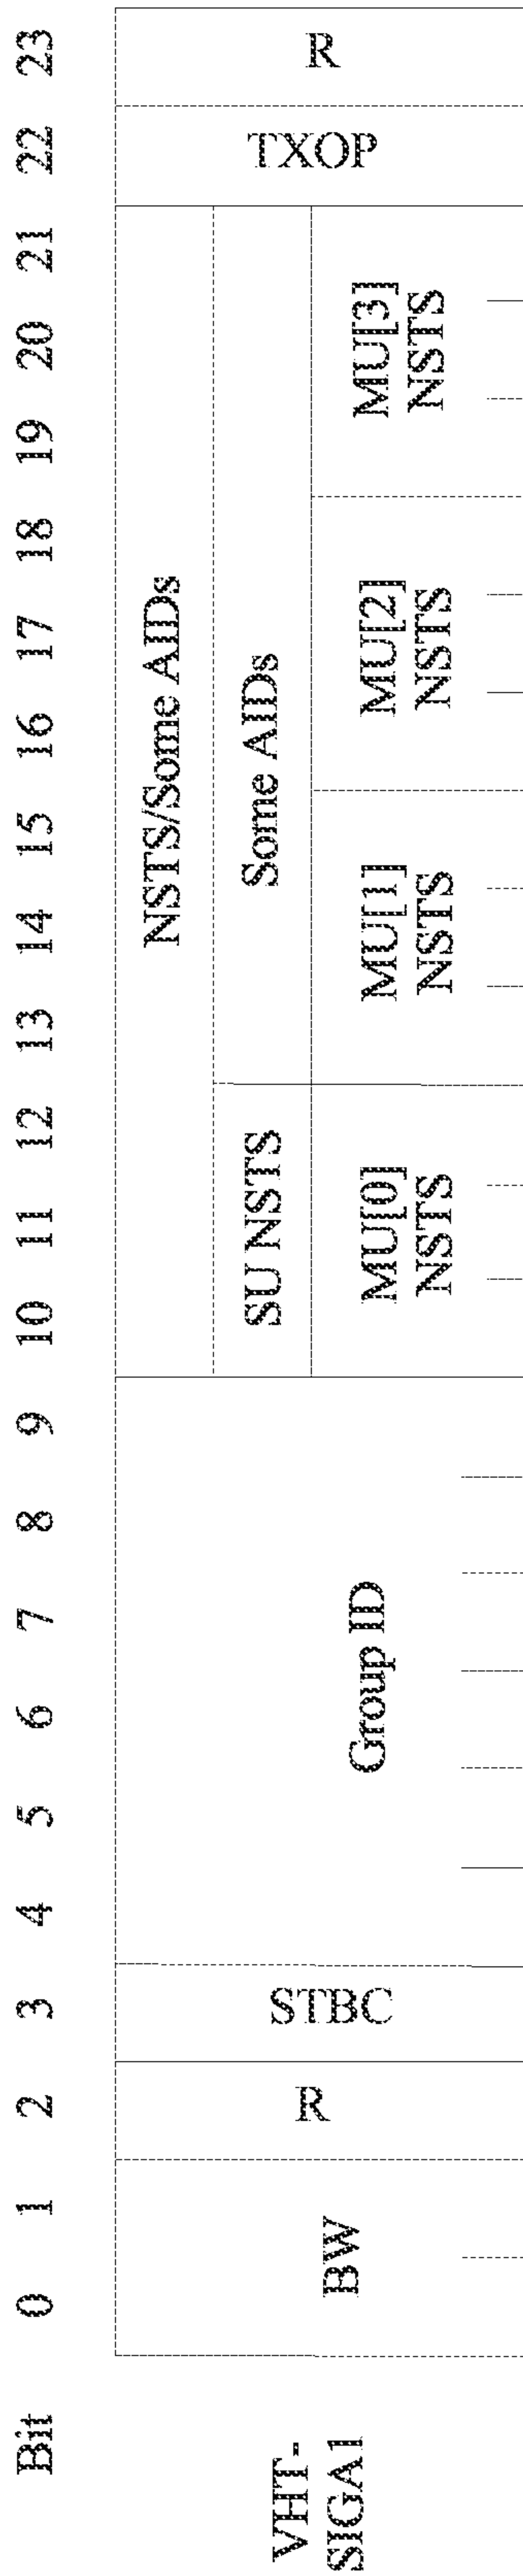 Bit 0 1 2 3 4 5 6 7 8 9 10 11 12 13 14 15 16 17 18 19 20 21 22 23
VHT-
SIGA1
BW
R
STBC
Group ID
NSTS/Some AIDs
SU NSTS
Some AIDs
MU[0]
NSTS
MU[1]
NSTS
MU[2]
NSTS
MU[3]
NSTS
TXOP
R